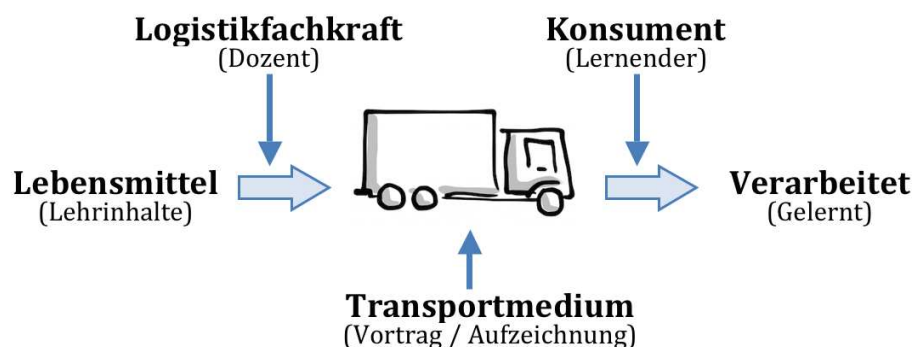 Logistikfachkraft
(Dozent)
Konsument
(Lernender)
Lebensmittel
(Lehrinhalte)
Verarbeitet
(Gelernt)
Transportmedium
(Vortrag / Aufzeichnung)